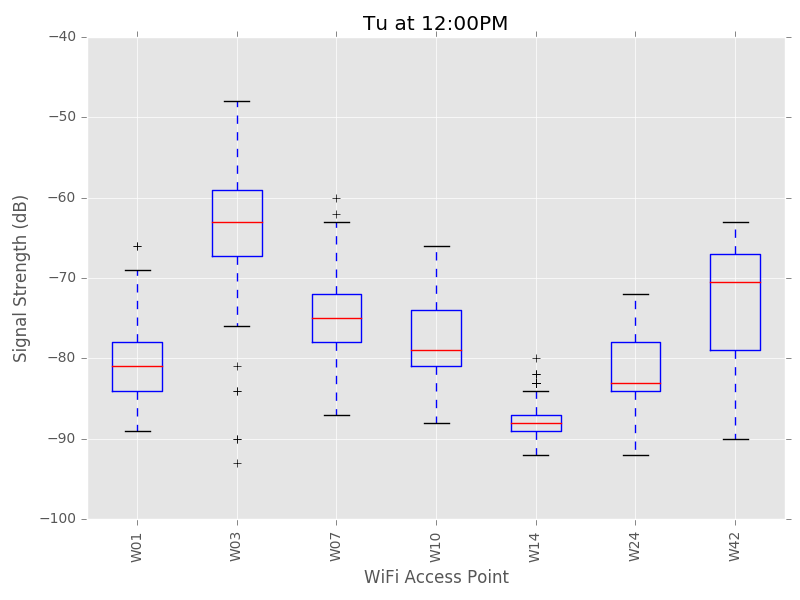 Tu at 12:00PM
−40
−50
−60
−70
−80
−90
−100
Signal Strength (dB)
W01
W03
W07
W10
W14
W24
W42
WiFi Access Point